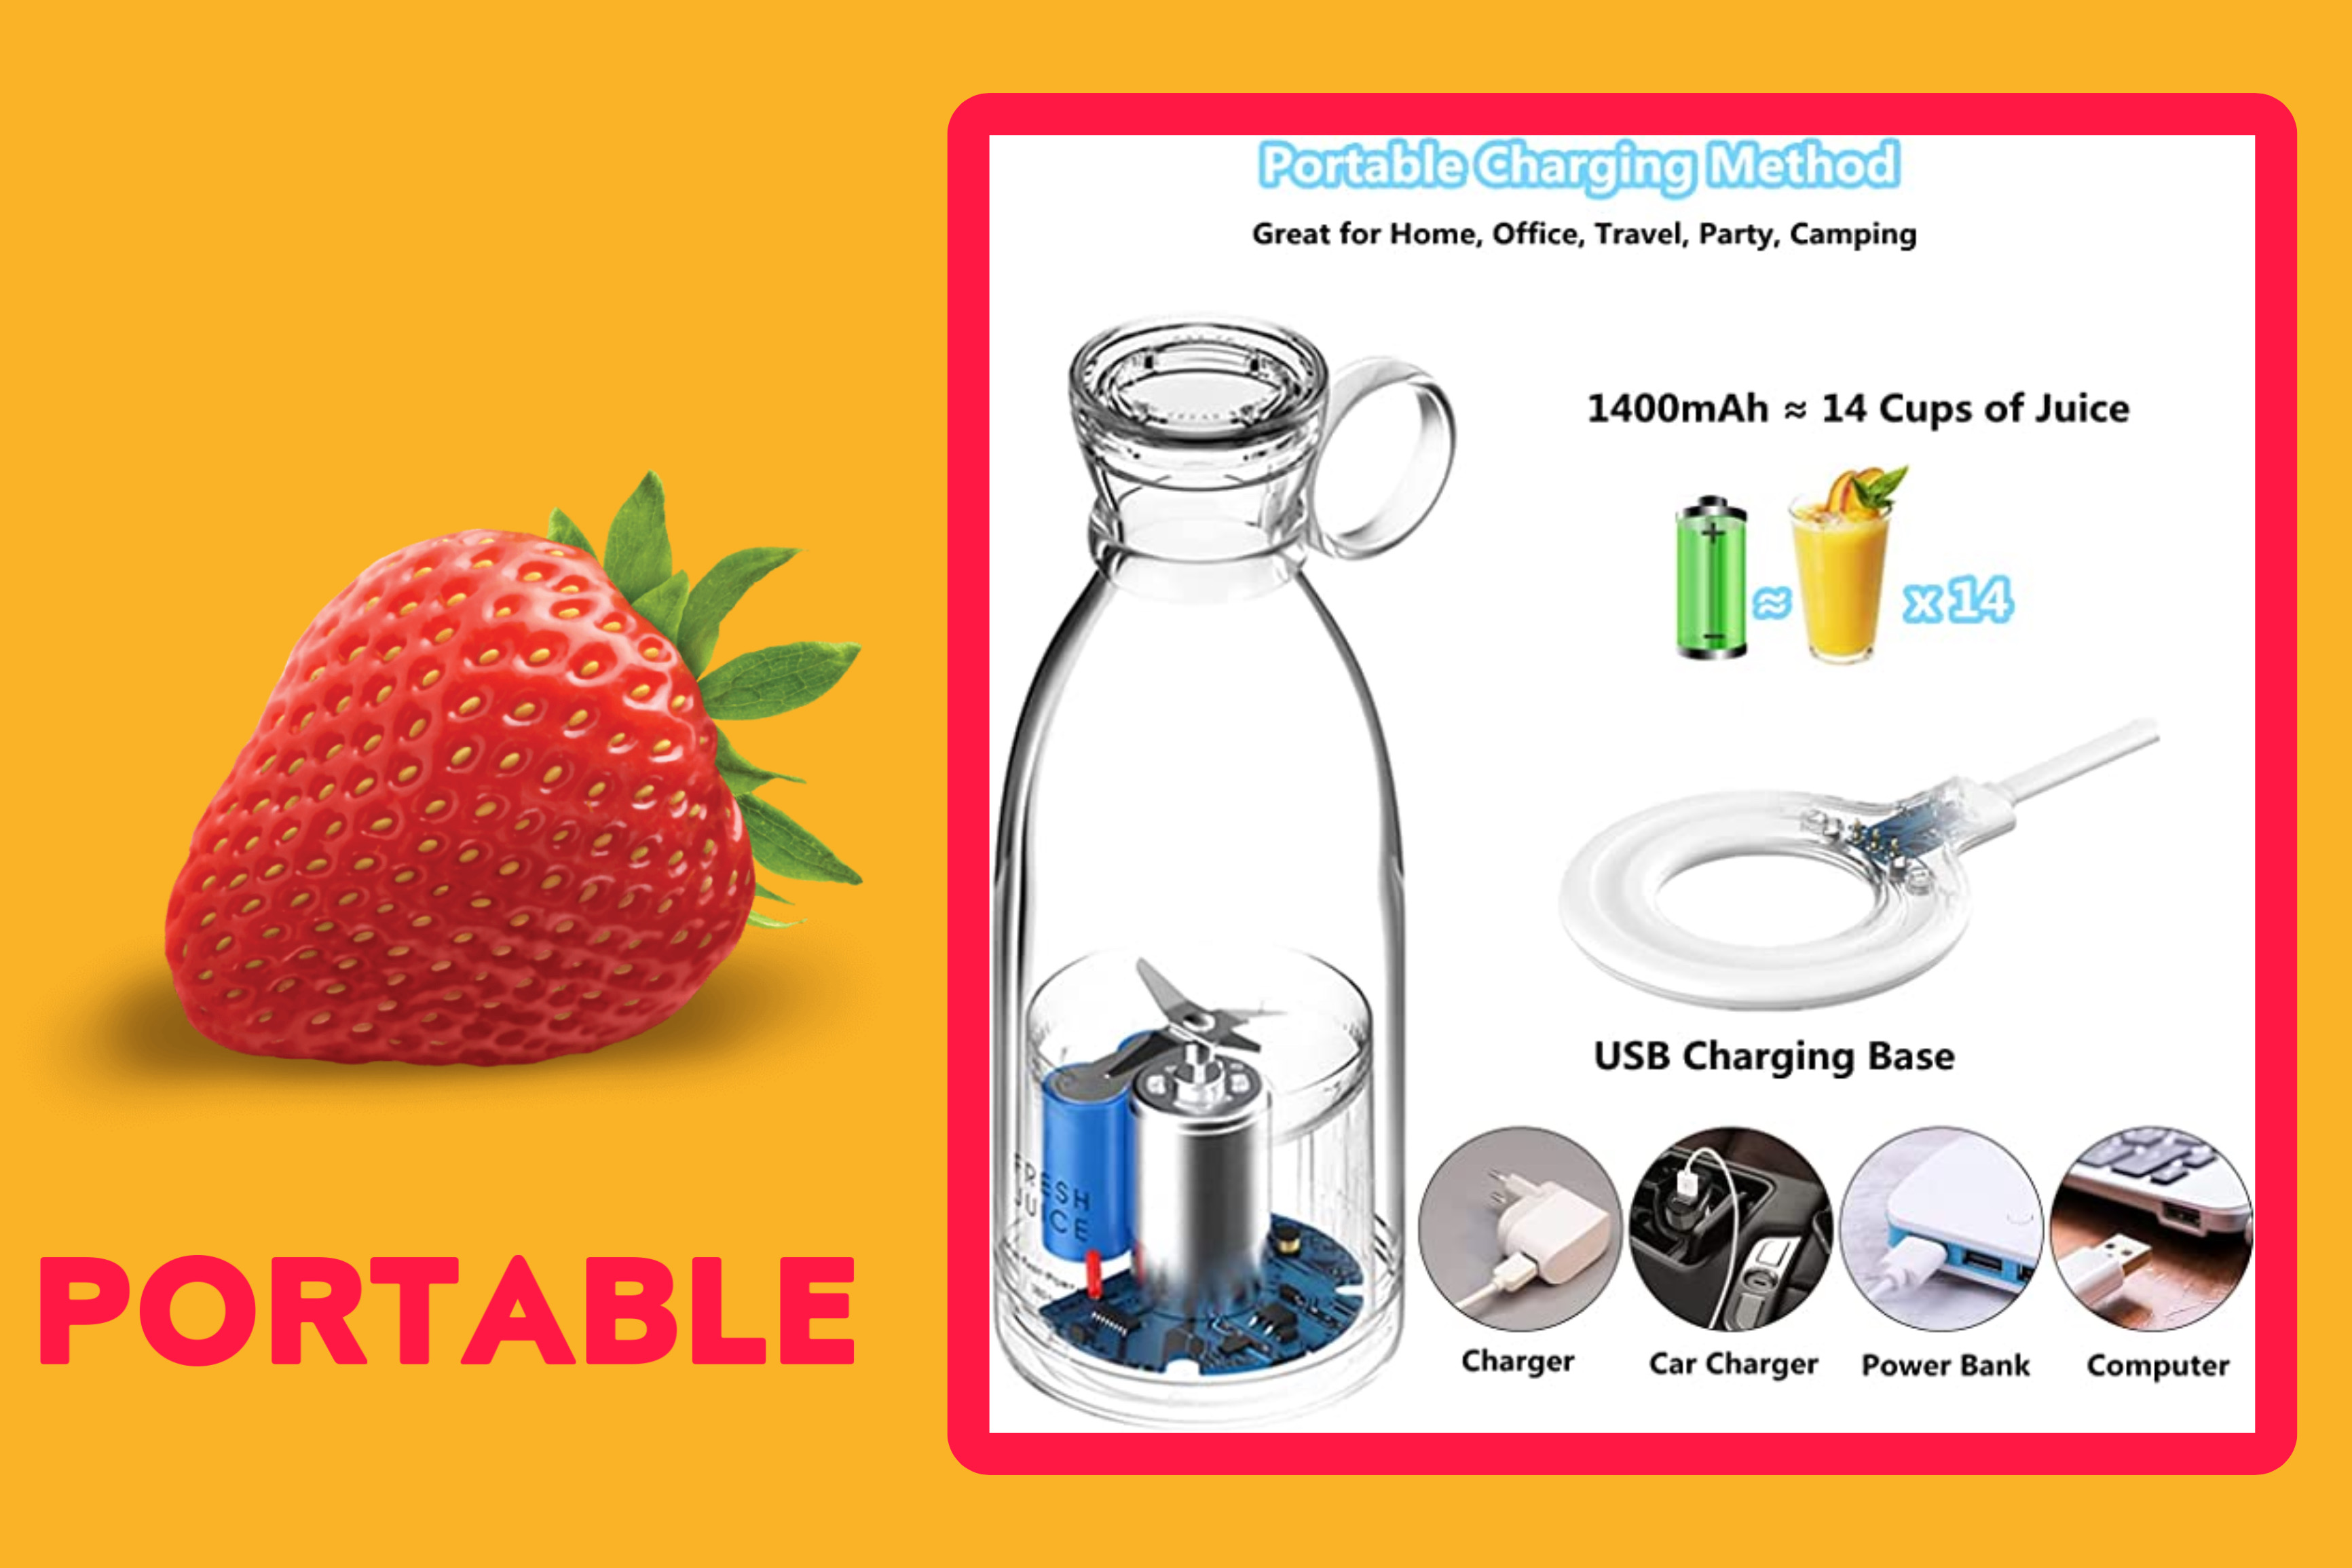 Portable Charging Method
Great for Home, Office, Travel, Party, Camping
1400mAh ≈ 14 Cups of Juice
+
≈
x 14
USB Charging Base
FRESH
JUICE
Charger
Car Charger
Power Bank
Computer
PORTABLE